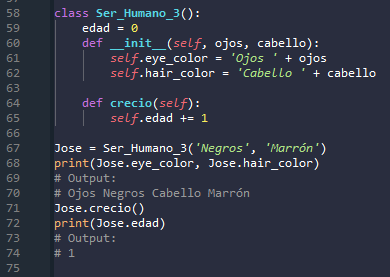 58 class Ser_Humano_3():
59     edad = 0
60     def __init__(self, ojos, cabello):
61         self.eye_color = 'Ojos ' + ojos
62         self.hair_color = 'Cabello ' + cabello
63
64     def crecio(self):
65         self.edad += 1
66
67 Jose = Ser_Humano_3('Negros', 'Marrón')
68 print(Jose.eye_color, Jose.hair_color)
69 # Output:
70 # Ojos Negros Cabello Marrón
71 Jose.crecio()
72 print(Jose.edad)
73 # Output:
74 # 1
75